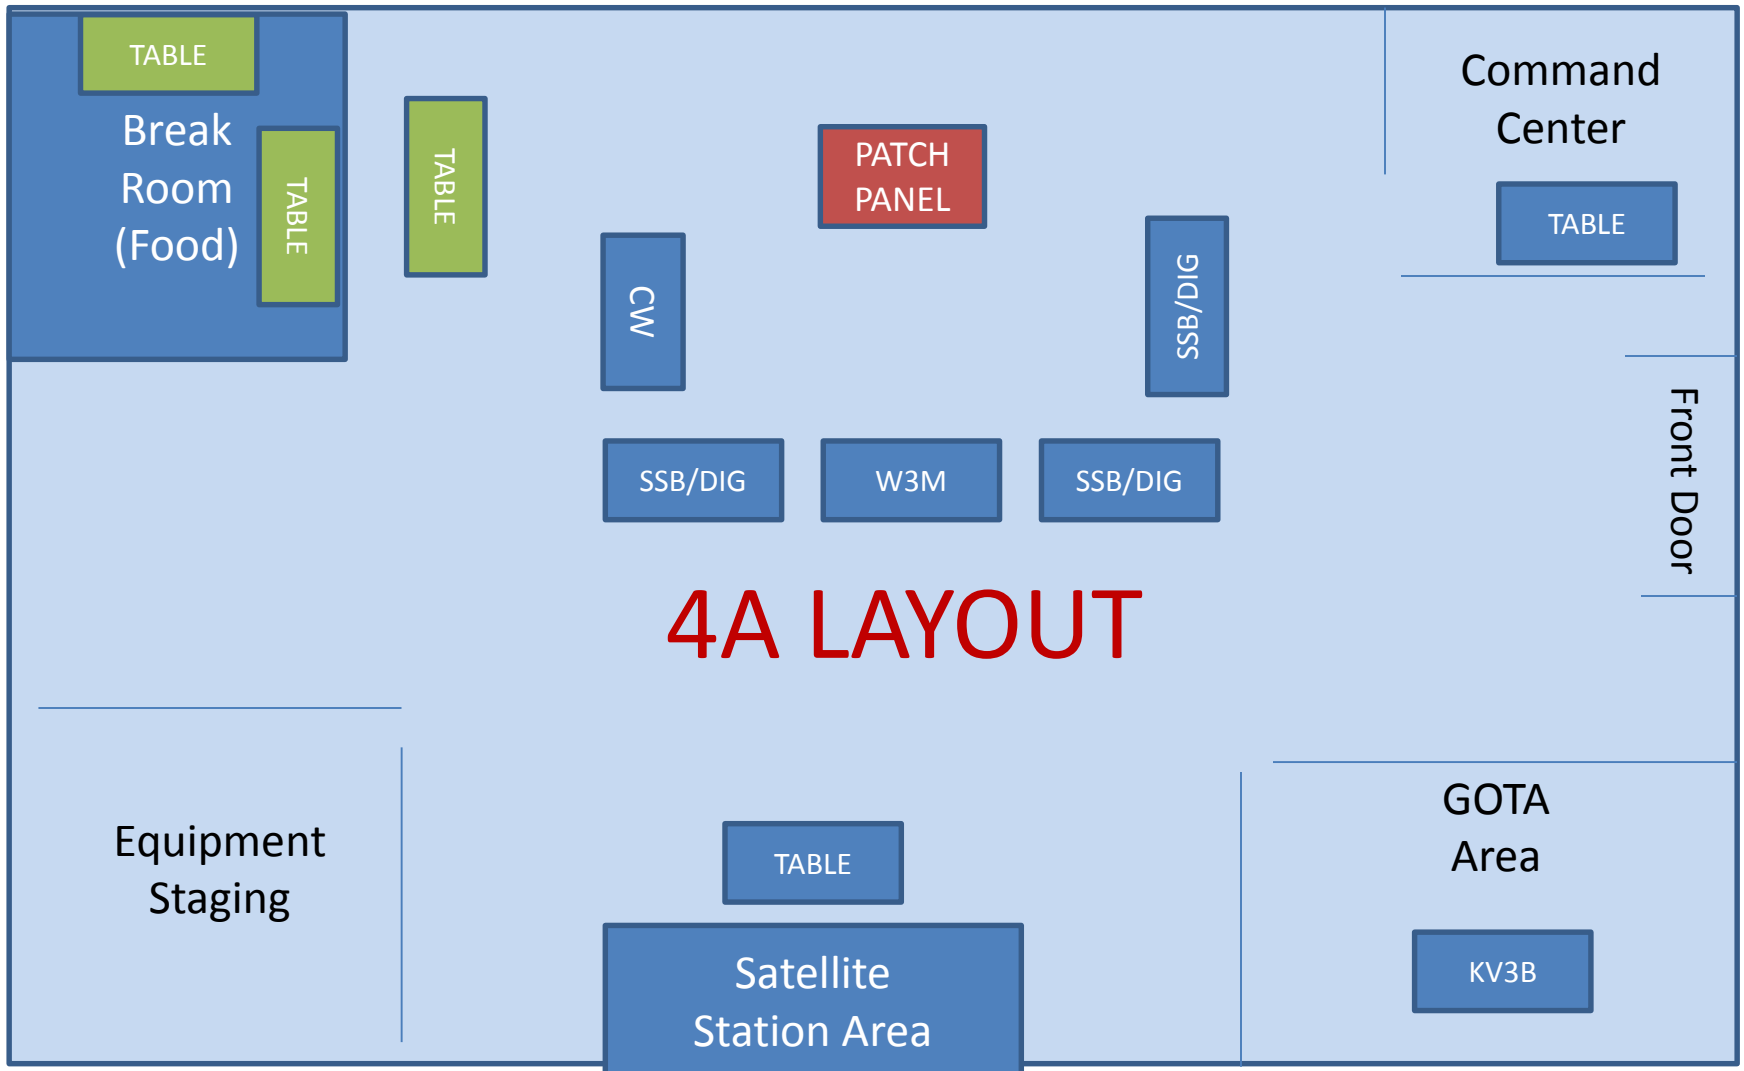 TABLE
Break
Room
(Food)
TABLE
TABLE
PATCH
PANEL
Command
Center
TABLE
CW
SSB/DIG
SSB/DIG
W3M
SSB/DIG
Front Door
4A LAYOUT
Equipment
Staging
TABLE
Satellite
Station Area
GOTA
Area
KV3B